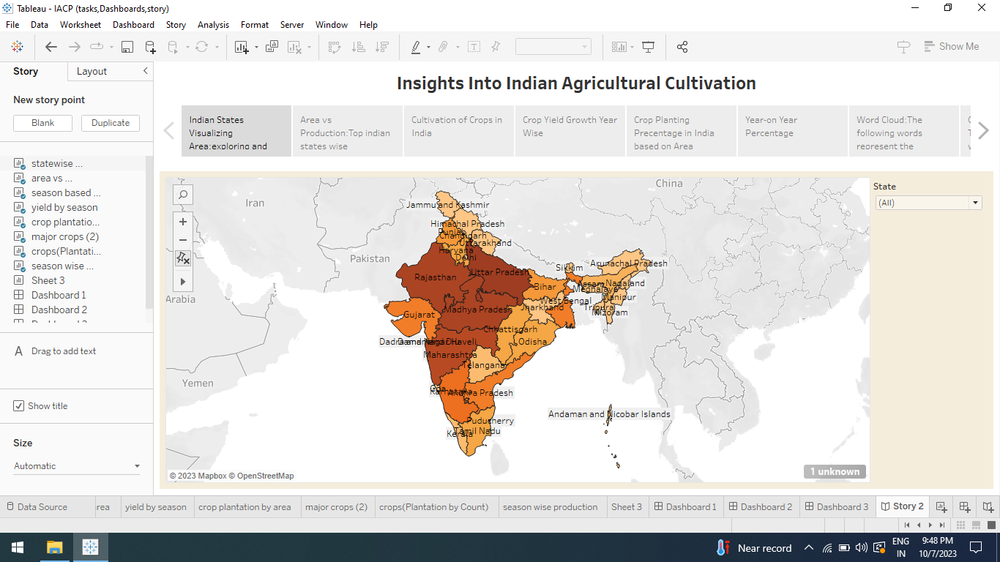 Tableau - IACP (tasks,Dashboards,story)
File Data Worksheet Dashboard Story Analysis Format Server Window Help
Show Me
Story Layout
New story point
Blank Duplicate
statewise ...
area vs ...
season based ...
yield by season
crop plantatio...
major crops (2)
crops(Plantati...
season wise ...
Sheet 3
Dashboard 1
Dashboard 2
A Drag to add text
Show title
Size
Automatic
Insights Into Indian Agricultural Cultivation
Indian States
Visualizing
Area:exploring and
Area vs
Production:Top indian
states wise
Cultivation of Crops in
India
Crop Yield Growth Year
Wise
Crop Planting
Precentage in India
based on Area
Year-on Year
Percentage
Word Cloud:The
following words
represent the
China
Iran
Pakistan
Arabia
Yemen
Jammu and Kashmir
Himachal Pradesh
Punjab
Chandigarh
Uttarakhand
Haryana
Delhi
Rajasthan
Uttar Pradesh
Sikkim
Arunachal Pradesh
Bihar
Assam
Nagaland
Meghalaya
Manipur
West Bengal
Jharkhand
Tripura
Mizoram
Gujarat
Madhya Pradesh
Chhattisgarh
Odisha
Maharashtra
Telangana
Goa
Karnataka
Andhra Pradesh
Puducherry
Tamil Nadu
Kerala
Andaman and Nicobar Islands
1 unknown
© 2023 Mapbox © OpenStreetMap
State
(All)
Data Source rea yield by season crop plantation by area major crops (2) crops(Plantation by Count) season wise production Sheet 3 Dashboard 1 Dashboard 2 Dashboard 3 Story 2
Near record
ENG
IN
9:48 PM
10/7/2023